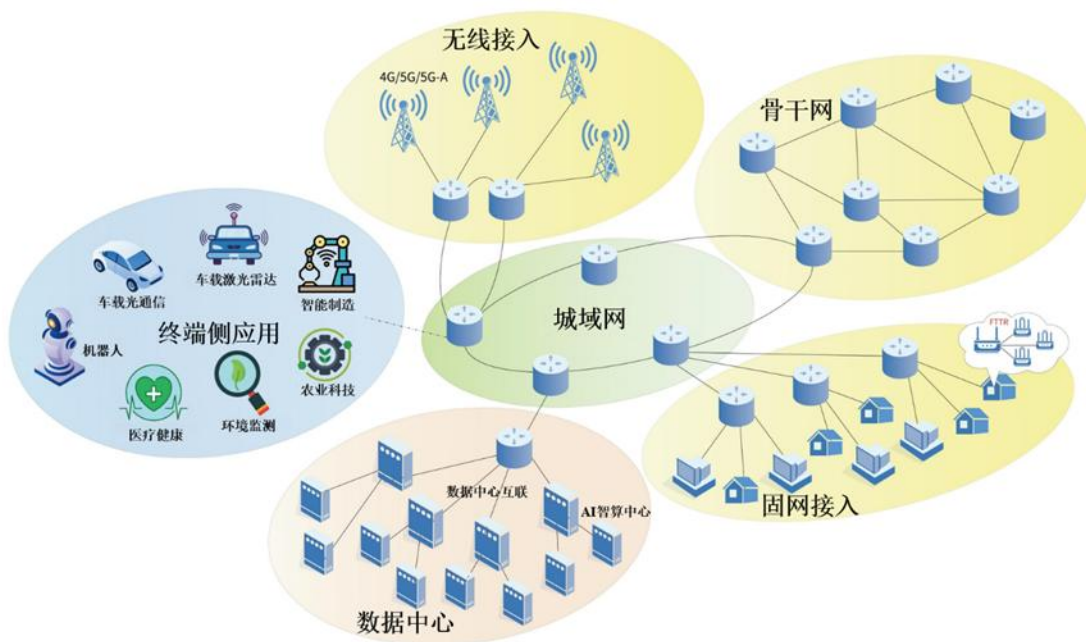 无线接入
4G/5G/5G-A
骨干网
车载光通信
车载激光雷达
智能制造
终端侧应用
机器人
农业科技
医疗健康
环境监测
城域网
FTTR
固网接入
数据中心互联
AI智算中心
数据中心